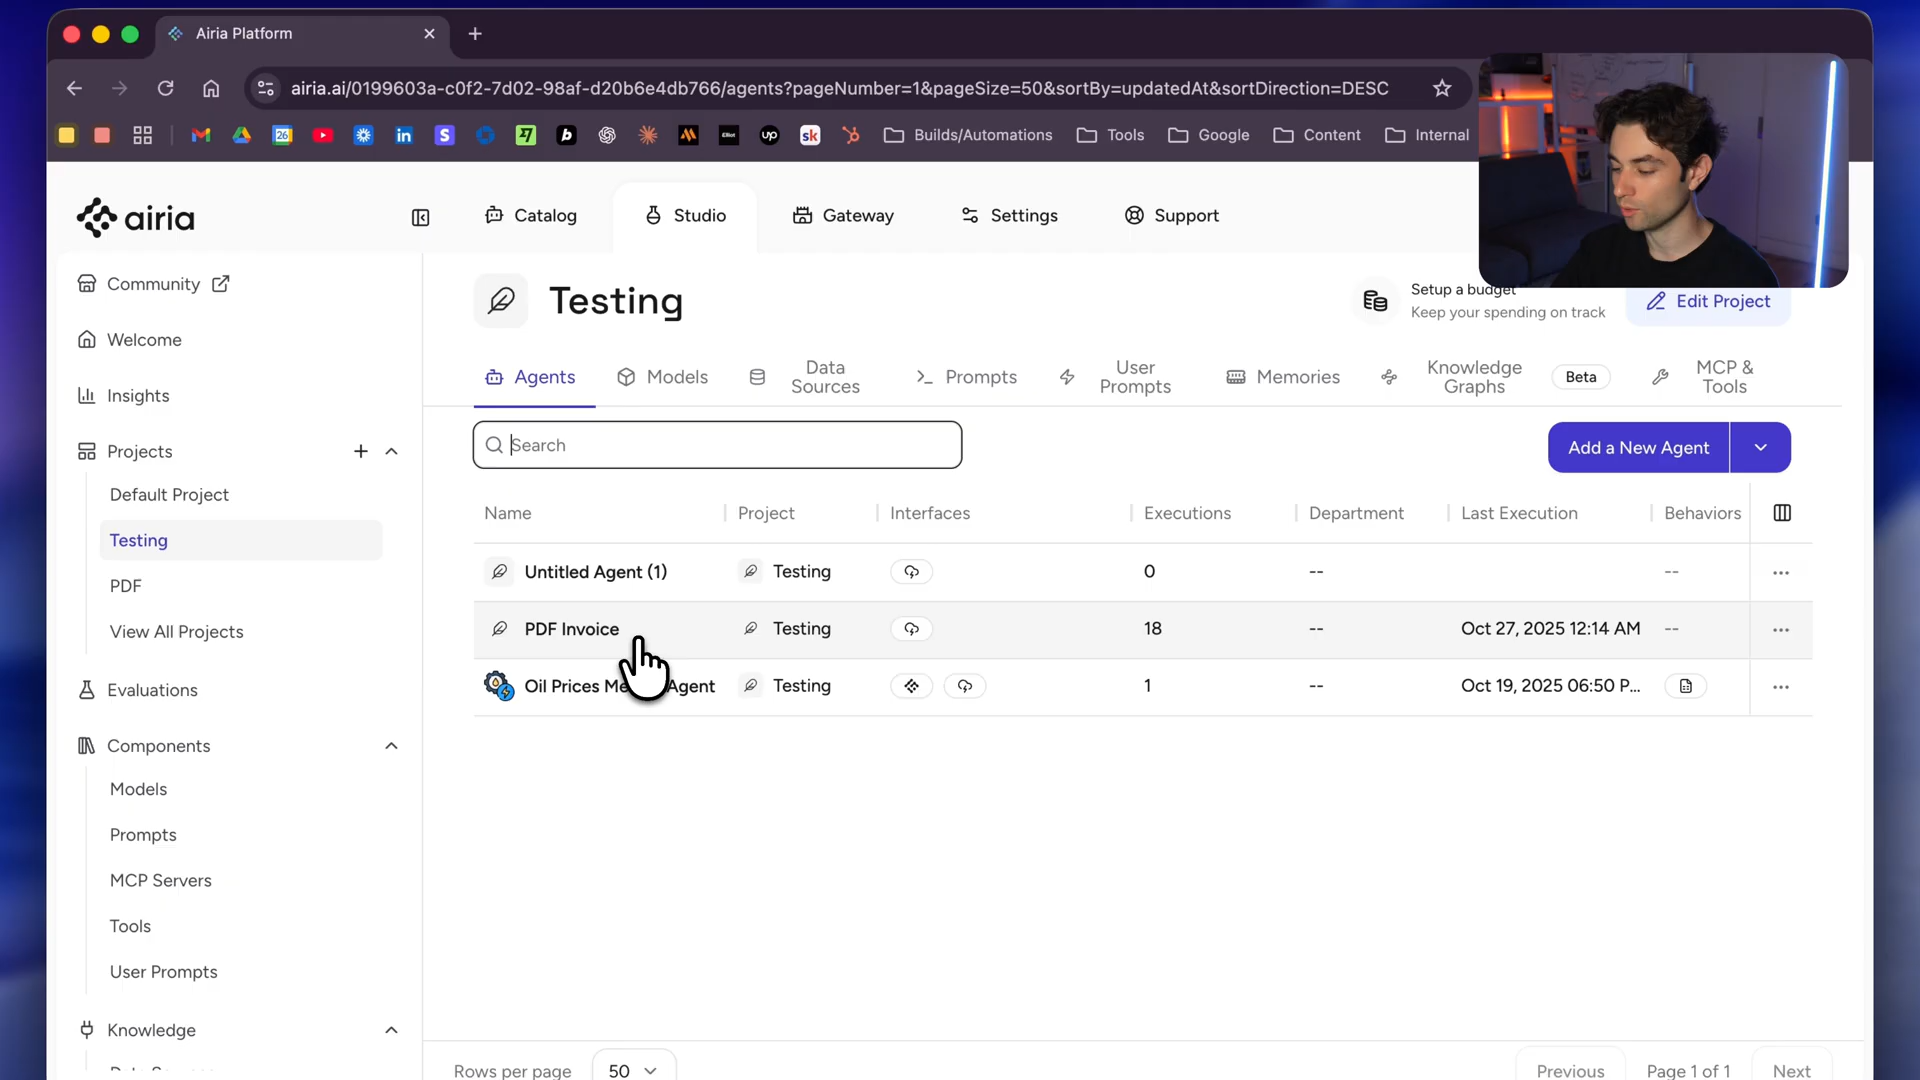 Airia Platform
airia.ai/0199603a-c0f2-7d02-98af-d20b6e4db766/agents?pageNumber=1&pageSize=50&sortBy=updatedAt&sortDirection=DESC
Builds/Automations
Tools
Google
Content
Internal
airia
Catalog
Studio
Gateway
Settings
Support
Community
Welcome
Insights
Projects
Default Project
Testing
PDF
View All Projects
Evaluations
Components
Models
Prompts
MCP Servers
Tools
User Prompts
Knowledge
Testing
Setup a budget
Keep your spending on track
Edit Project
Agents
Models
Data Sources
Prompts
User Prompts
Memories
Knowledge Graphs
Beta
MCP & Tools
Search
Add a New Agent
Name Project Interfaces Executions Department Last Execution Behaviors
Untitled Agent (1) Testing 0 -- --
PDF Invoice Testing 18 -- Oct 27, 2025 12:14 AM --
Oil Prices Agent Testing 1 -- Oct 19, 2025 06:50 P...
Rows per page 50
Previous Page 1 of 1 Next